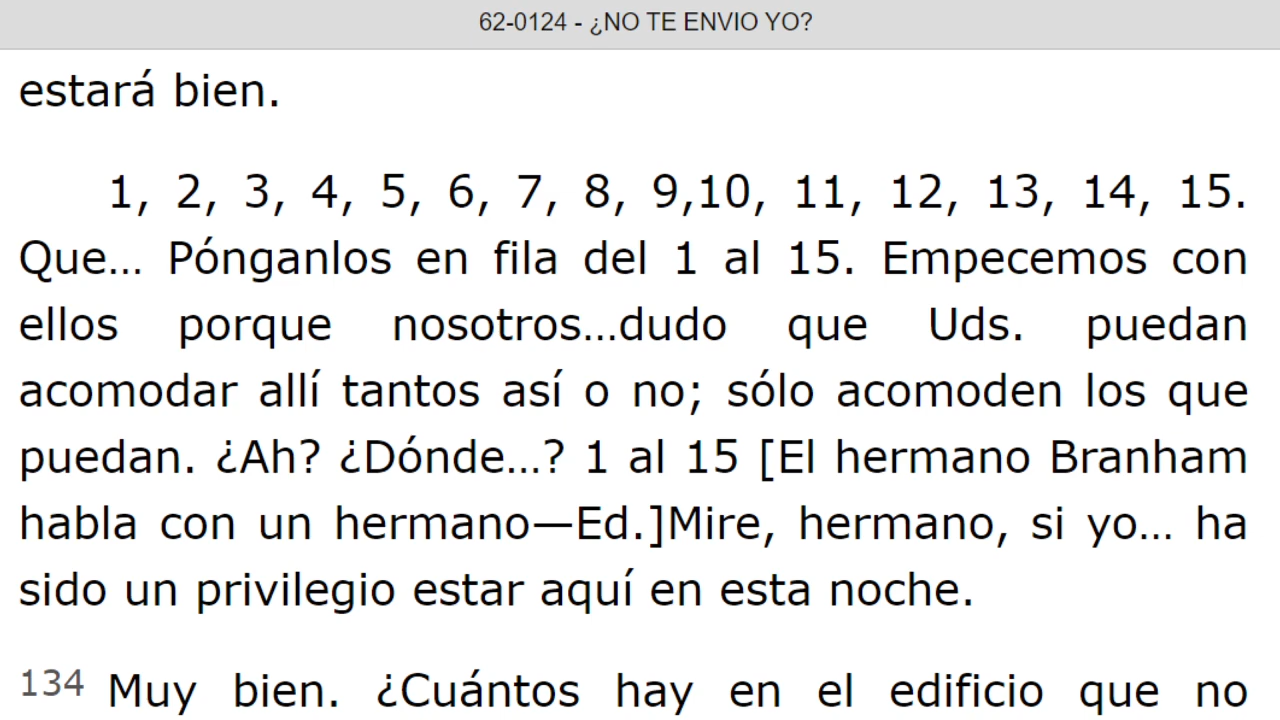 62-0124 - ¿NO TE ENVIO YO?
estará bien.
1, 2, 3, 4, 5, 6, 7, 8, 9,10, 11, 12, 13, 14, 15.
Que... Pónganlos en fila del 1 al 15. Empecemos con
ellos porque nosotros...dudo que Uds. puedan
acomodar allí tantos así o no; sólo acomoden los que
puedan. ¿Ah? ¿Dónde...? 1 al 15 [El hermano Branham
habla con un hermano—Ed.]Mire, hermano, si yo... ha
sido un privilegio estar aquí en esta noche.
134 Muy bien. ¿Cuántos hay en el edificio que no